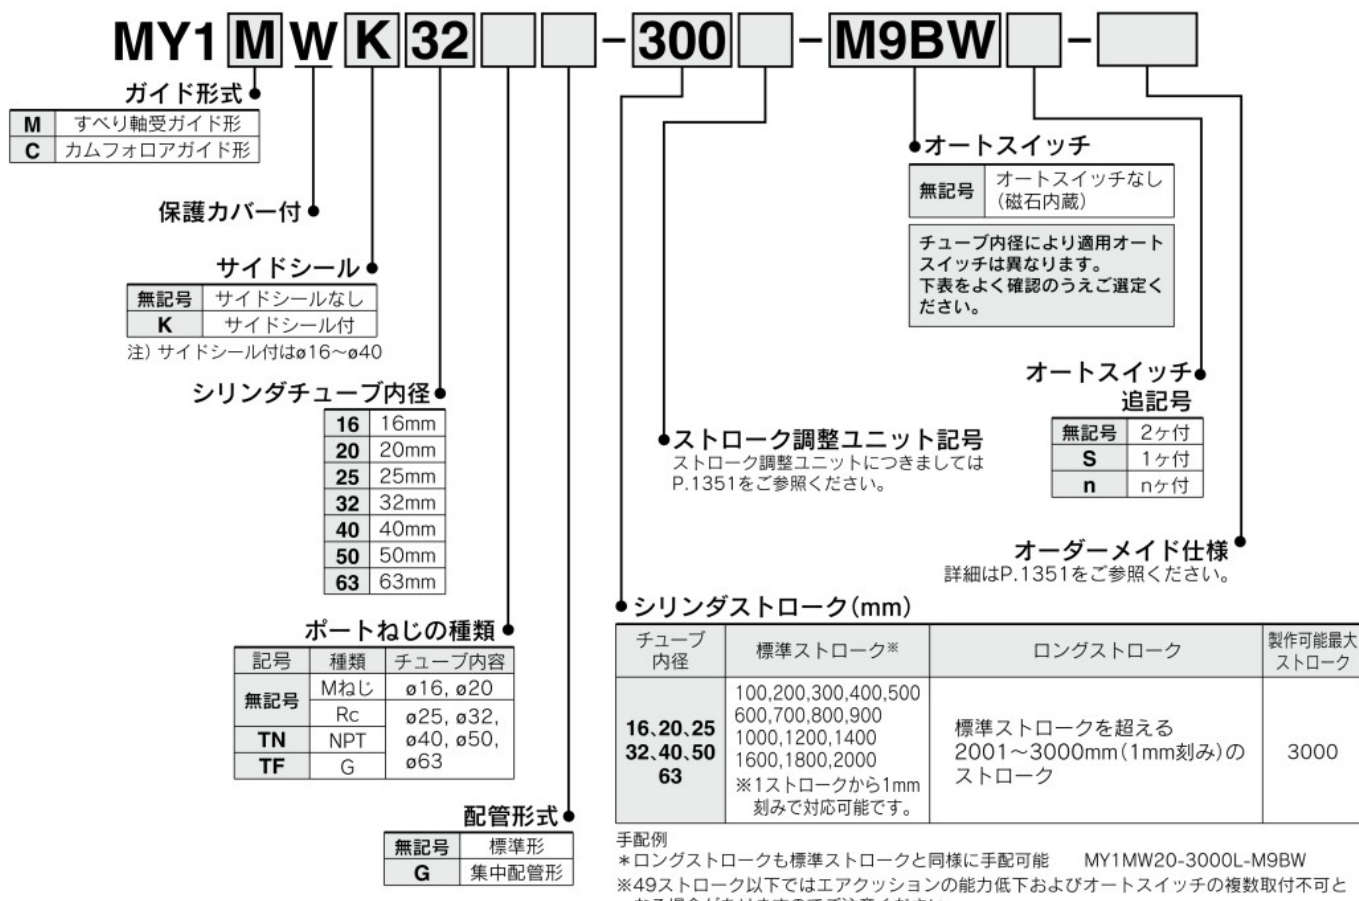 MY1MWK32-300-M9BW-
ガイド形式
M すべり軸受ガイド形
C カムフォロアガイド形
保護カバー付
サイドシール
無記号 サイドシールなし
K サイドシール付
注）サイドシール付はø16～ø40
シリンダチューブ内径
16 16mm
20 20mm
25 25mm
32 32mm
40 40mm
50 50mm
63 63mm
ポートねじの種類
記号 種類 チューブ内容
無記号 Mねじ ø16, ø20
Rc ø25, ø32,
TN NPT ø40, ø50,
TF G ø63
配管形式
無記号 標準形
G 集中配管形
オートスイッチ
無記号 オートスイッチなし
（磁石内蔵）
チューブ内径により適用オート
スイッチは異なります。
下表をよく確認のうえご選定く
ださい。
オートスイッチ
追記号
無記号 2ヶ付
S 1ヶ付
n nヶ付
ストローク調整ユニット記号
ストローク調整ユニットにつきましては
P.1351をご参照ください。
オーダーメイド仕様
詳細はP.1351をご参照ください。
シリンダストローク(mm)
チューブ
内径
標準ストローク※
ロングストローク
製作可能最大
ストローク
16、20、25
32、40、50
63
100,200,300,400,500
600,700,800,900
1000,1200,1400
1600,1800,2000
※1ストロークから1mm
刻みで対応可能です。
標準ストロークを超える
2001～3000mm(1mm刻み)の
ストローク
3000
手配例
＊ロングストロークも標準ストロークと同様に手配可能 MY1MW20-3000L-M9BW
※49ストローク以下ではエアクッションの能力低下およびオートスイッチの複数取付不可と